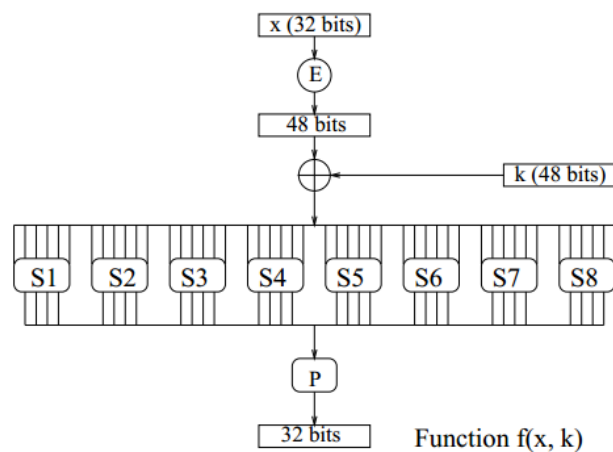 x (32 bits)
E
48 bits
k (48 bits)
S1 S2 S3 S4 S5 S6 S7 S8
P
32 bits
Function f(x, k)